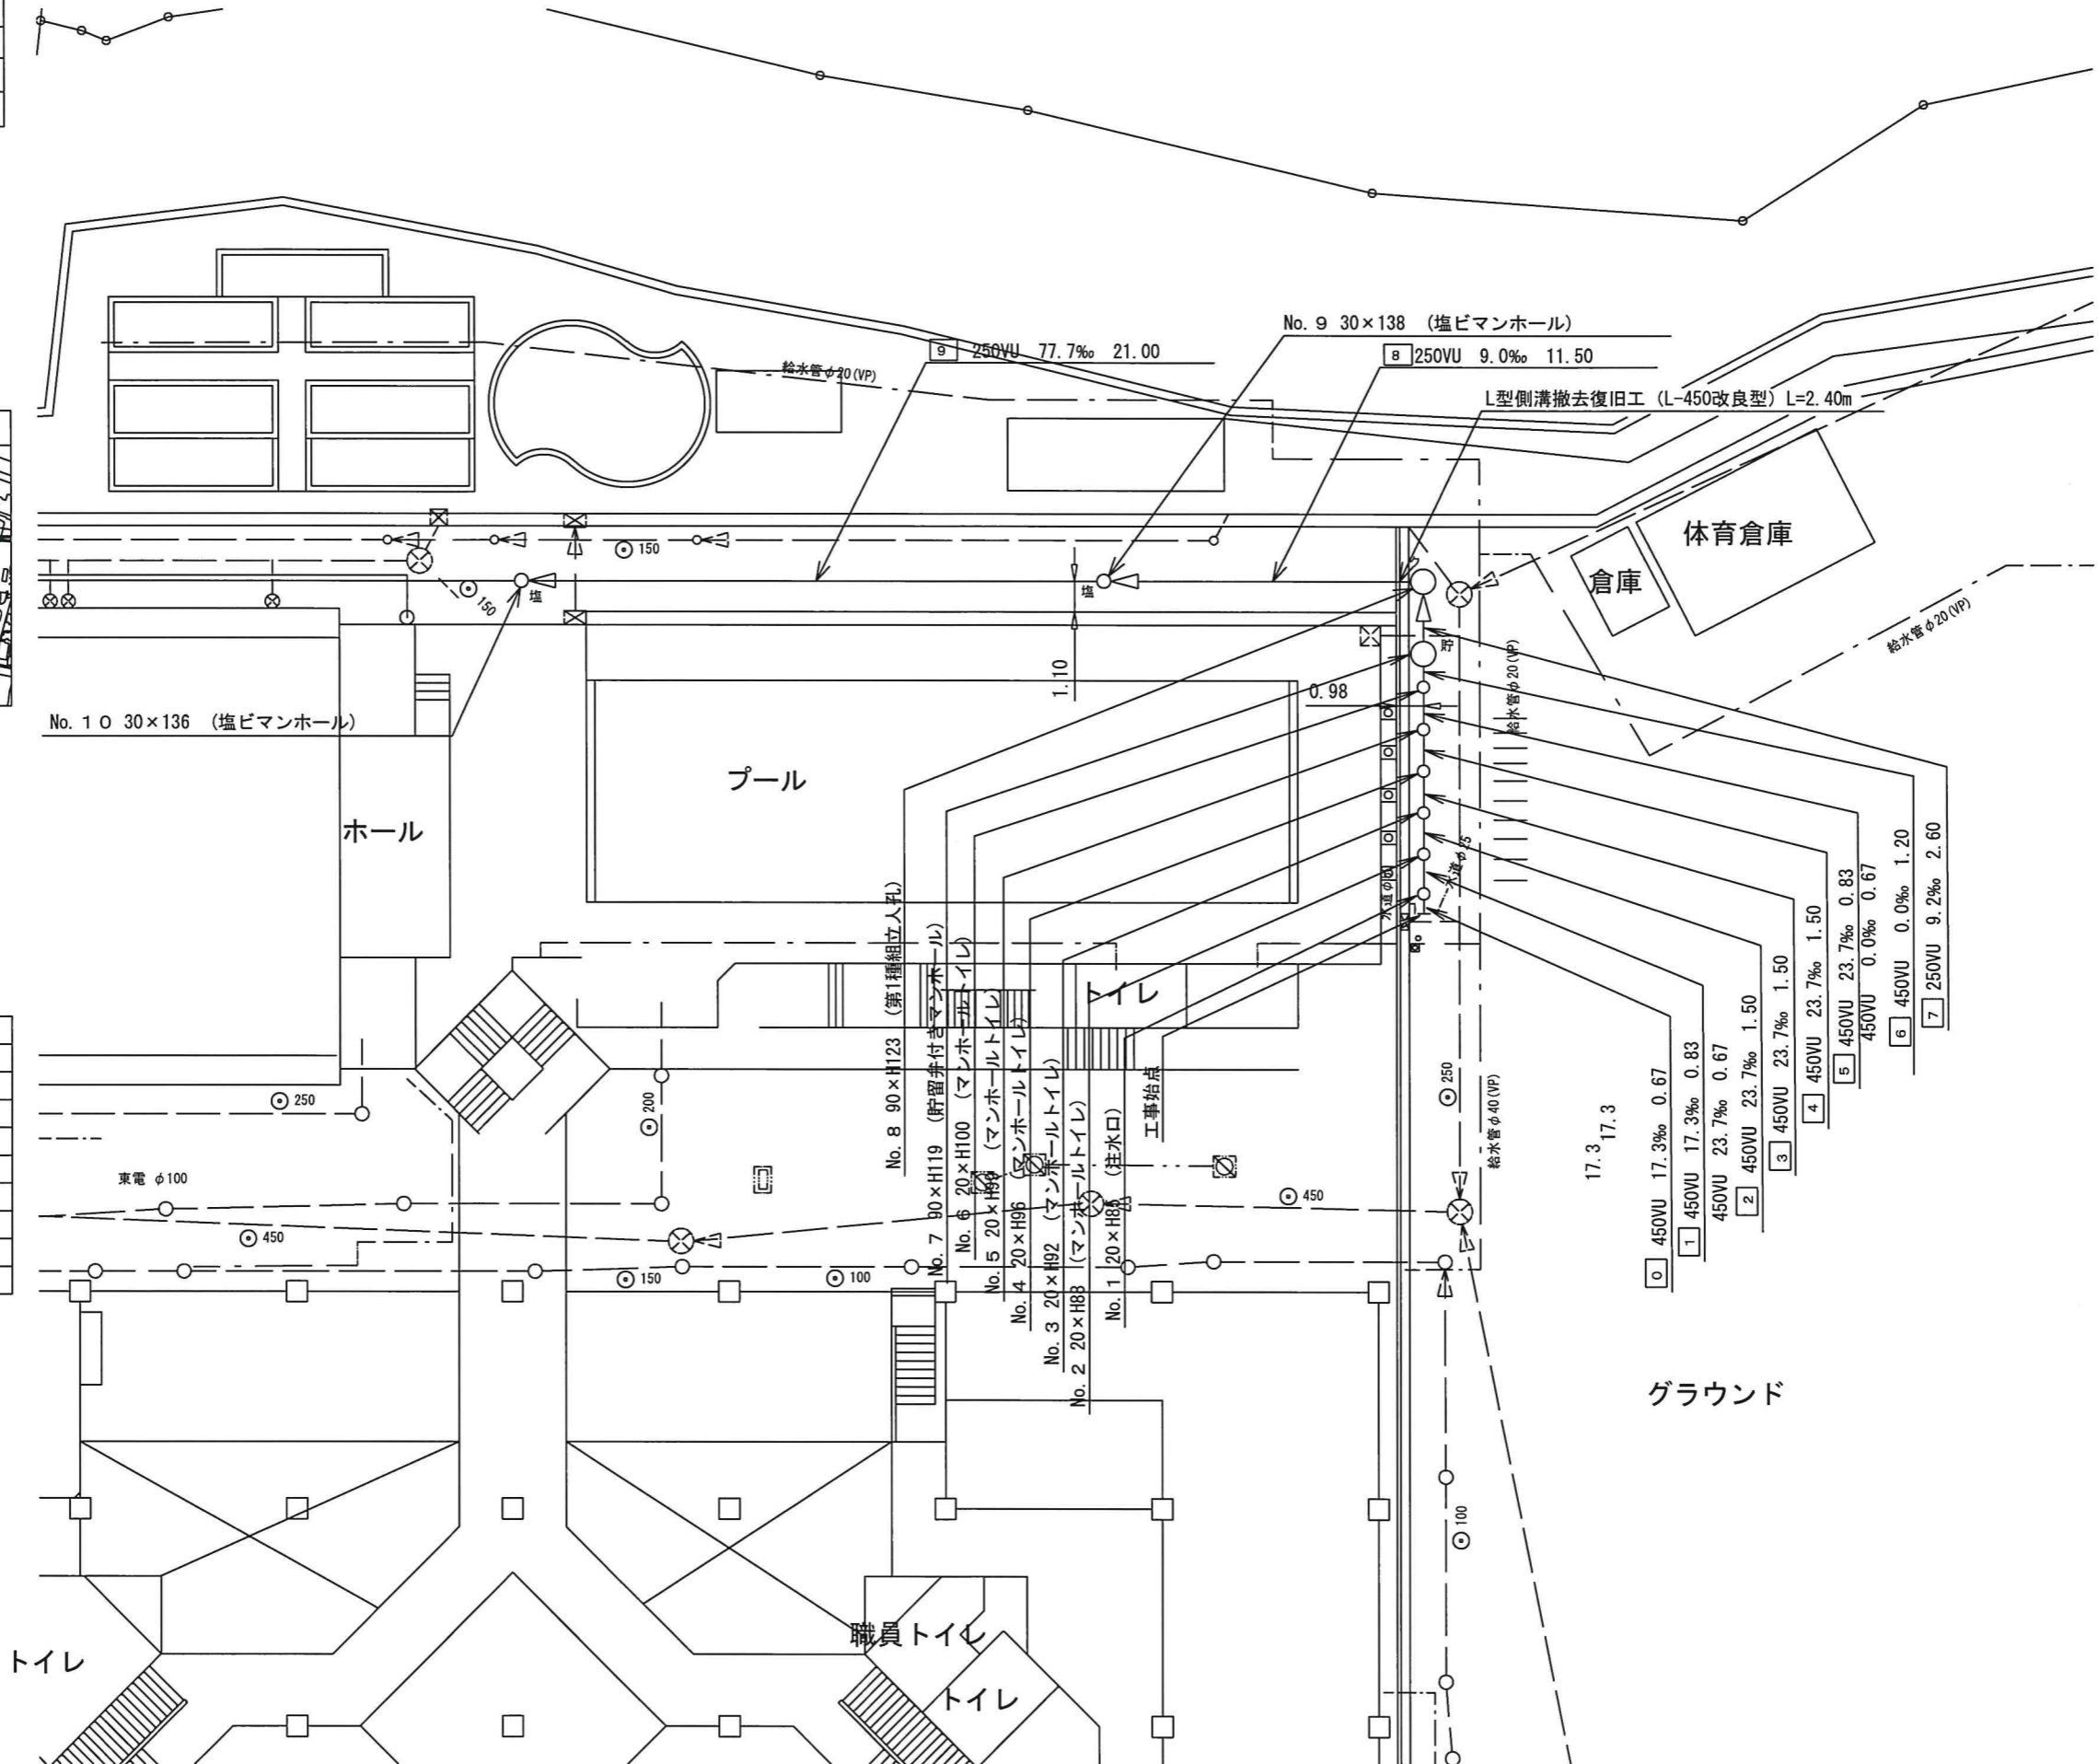 No. 9 30×138 （塩ビマンホール）
9 250VU 77.7‰ 21.00
8 250VU 9.0‰ 11.50
給水管φ20(VP)
L型側溝撤去復旧工（L-450改良型）L=2.40m
体育倉庫
倉庫
150
150
塩
塩
貯
1.10
0.98
給水管φ20(VP)
給水管φ20(VP)
No. 10 30×136 （塩ビマンホール）
プール
ホール
水道φ25
トイレ
No. 8 90×H123 （第1種組立人孔）
No. 7 90×H119 （貯留弁付きマンホール）
No. 6 20×H100 （マンホールトイレ）
No. 5 20×H99 （マンホールトイレ）
No. 4 20×H96 （マンホールトイレ）
No. 3 20×H92 （マンホールトイレ）
No. 2 20×H88 （マンホールトイレ）
No. 1 20×H85 （注水口）
工事始点
17.3
17.3
0 450VU 17.3‰ 0.67
1 450VU 17.3‰ 0.83
450VU 23.7‰ 0.67
2 450VU 23.7‰ 1.50
3 450VU 23.7‰ 1.50
4 450VU 23.7‰ 1.50
5 450VU 23.7‰ 0.83
450VU 0.0‰ 0.67
6 450VU 0.0‰ 1.20
7 250VU 9.2‰ 2.60
250
200
250
給水管φ40(VP)
東電 φ100
450
450
150
100
グラウンド
100
職員トイレ
トイレ
トイレ